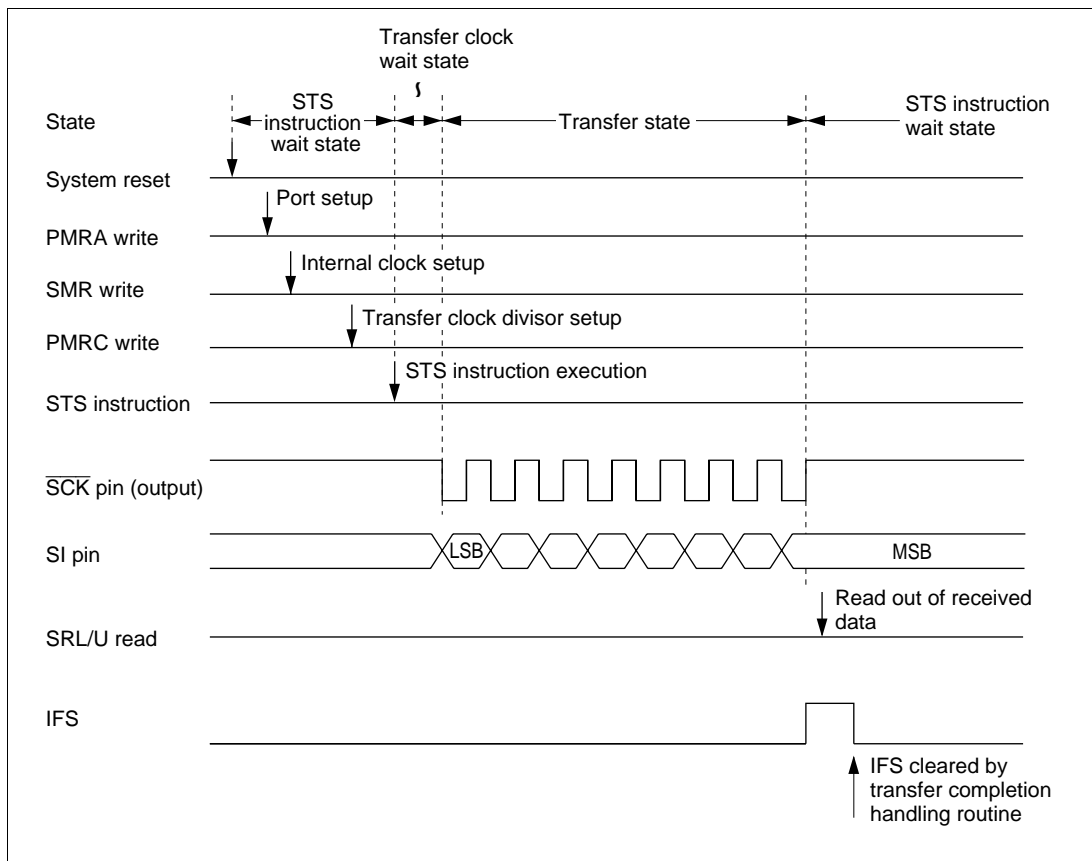 Transfer clock
wait state
State
STS
instruction
wait state
Transfer state
STS instruction
wait state
System reset
Port setup
PMRA write
Internal clock setup
SMR write
Transfer clock divisor setup
PMRC write
STS instruction execution
STS instruction
SCK pin (output)
SI pin
LSB
MSB
Read out of received
data
SRL/U read
IFS
IFS cleared by
transfer completion
handling routine